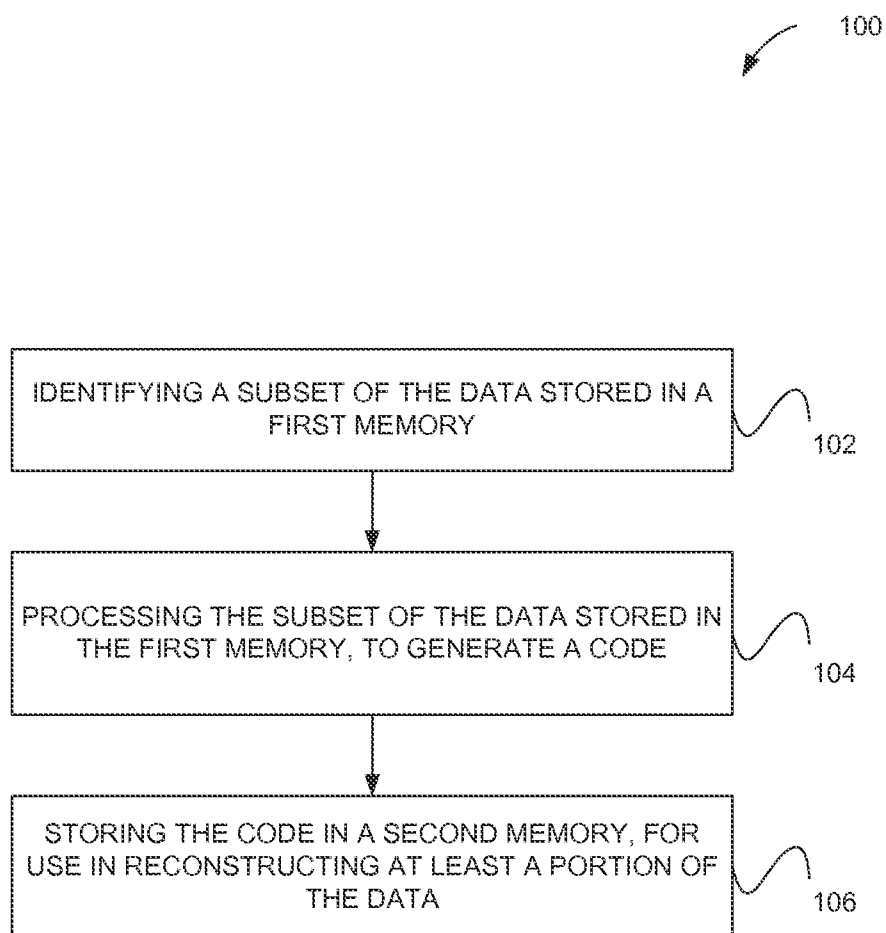 100
IDENTIFYING A SUBSET OF THE DATA STORED IN A
FIRST MEMORY
102
PROCESSING THE SUBSET OF THE DATA STORED IN
THE FIRST MEMORY, TO GENERATE A CODE
104
STORING THE CODE IN A SECOND MEMORY, FOR
USE IN RECONSTRUCTING AT LEAST A PORTION OF
THE DATA
106